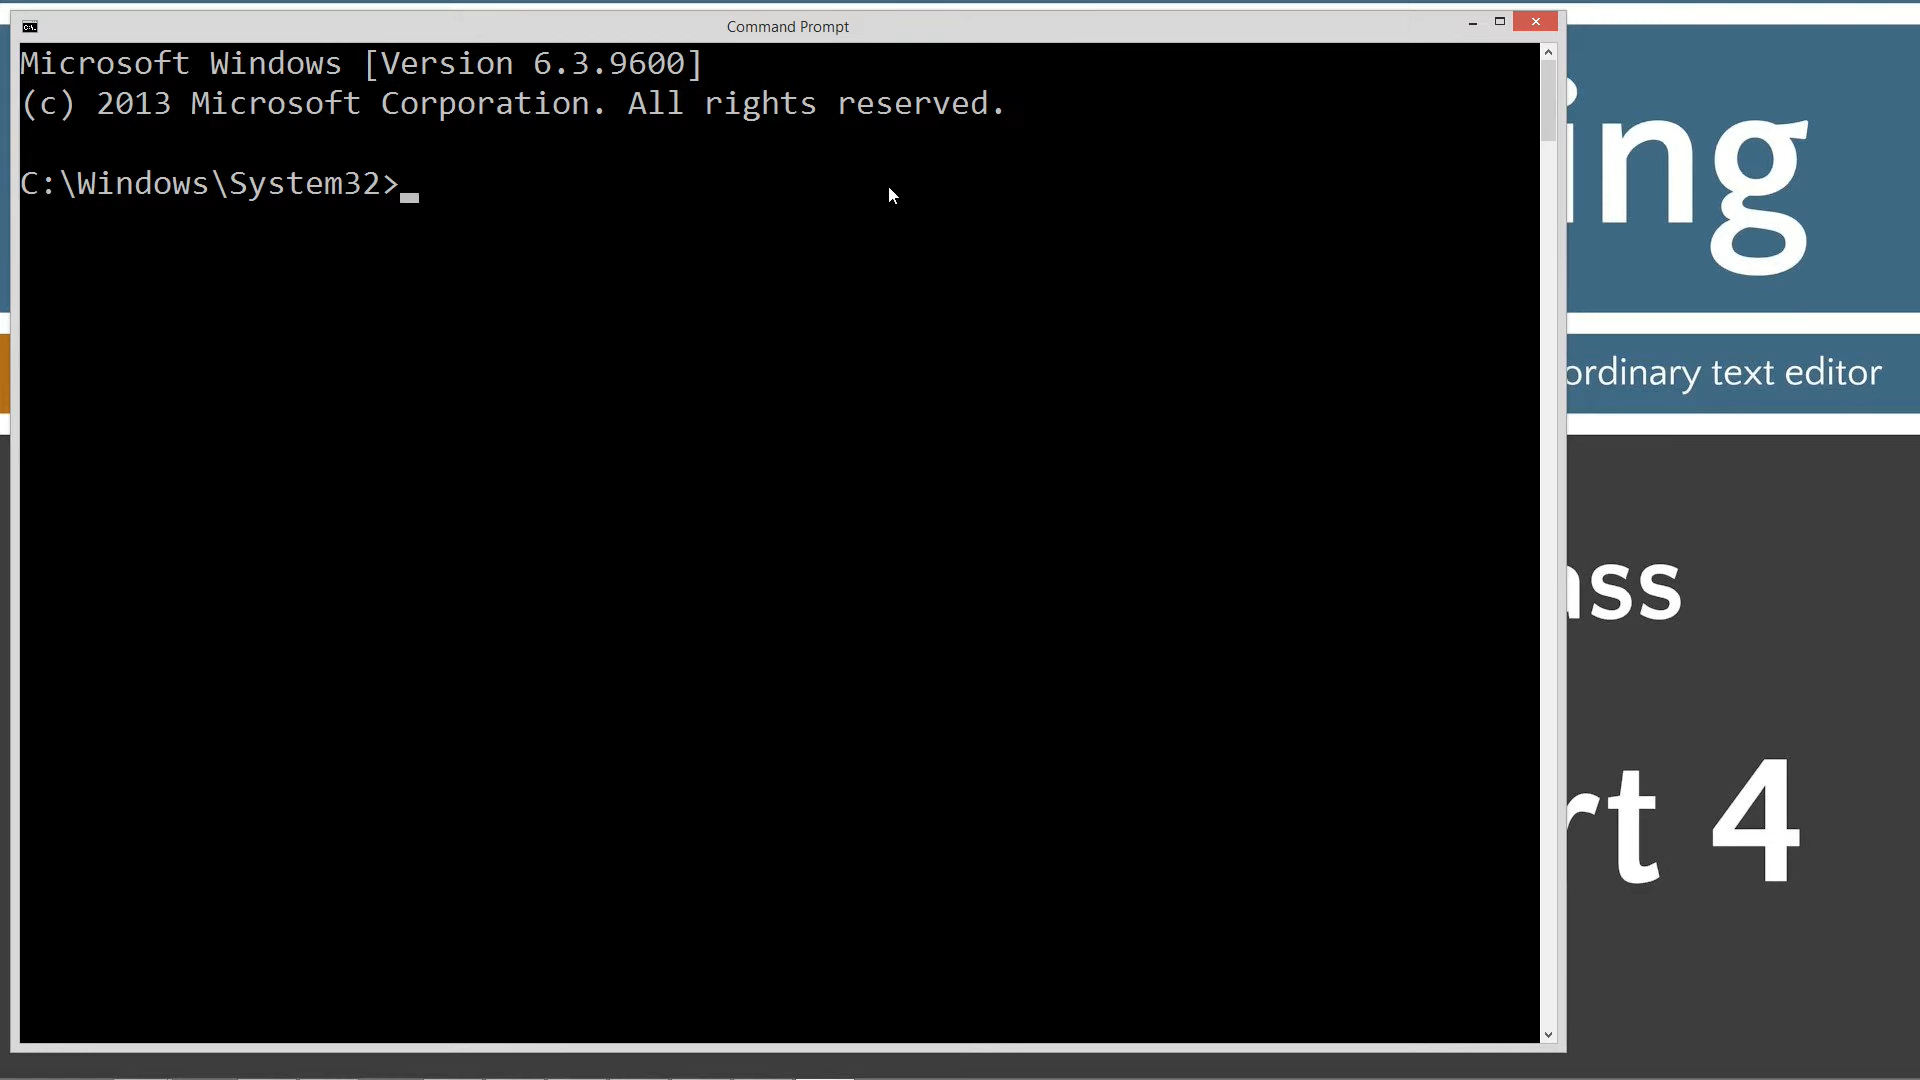 Command Prompt
Microsoft Windows [Version 6.3.9600]
(c) 2013 Microsoft Corporation. All rights reserved.
C:\Windows\System32>
ing
ordinary text editor
ass
rt 4